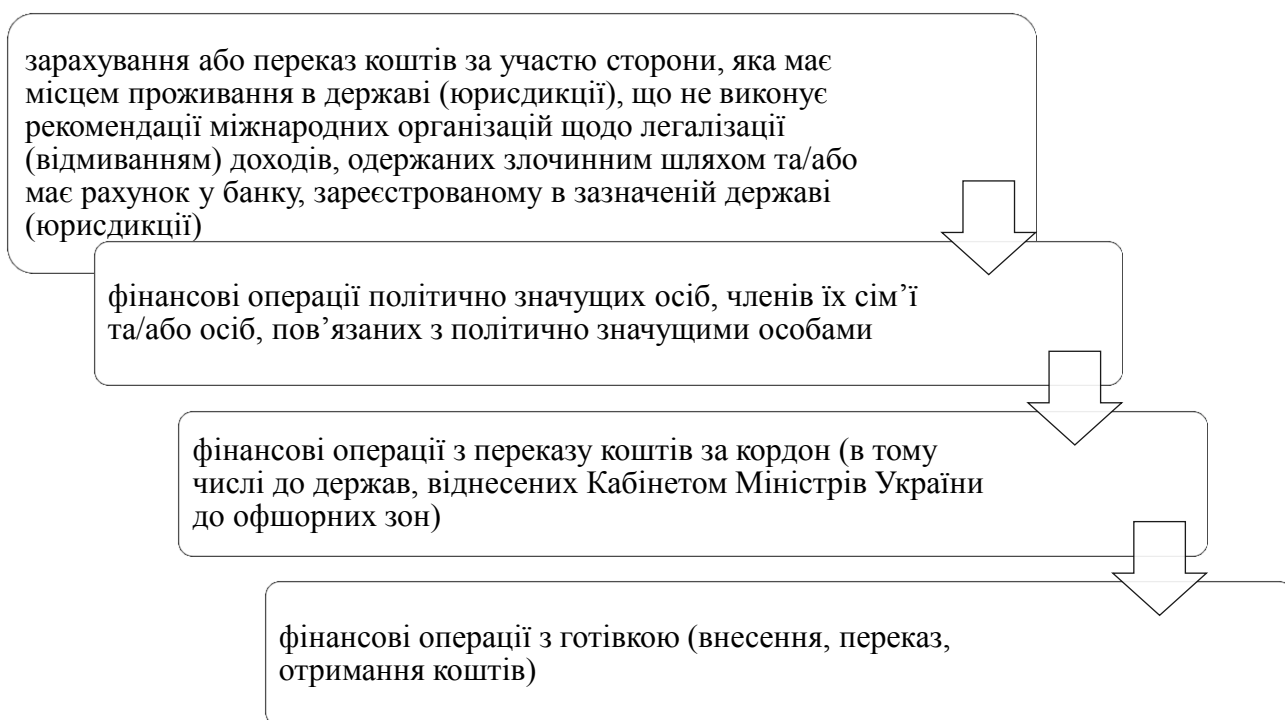 зарахування або переказ коштів за участю сторони, яка має
місцем проживання в державі (юрисдикції), що не виконує
рекомендації міжнародних організацій щодо легалізації
(відмиванням) доходів, одержаних злочинним шляхом та/або
має рахунок у банку, зареєстрованому в зазначеній державі
(юрисдикції)
фінансові операції політично значущих осіб, членів їх сім’ї
та/або осіб, пов’язаних з політично значущими особами
фінансові операції з переказу коштів за кордон (в тому
числі до держав, віднесених Кабінетом Міністрів України
до офшорних зон)
фінансові операції з готівкою (внесення, переказ,
отримання коштів)